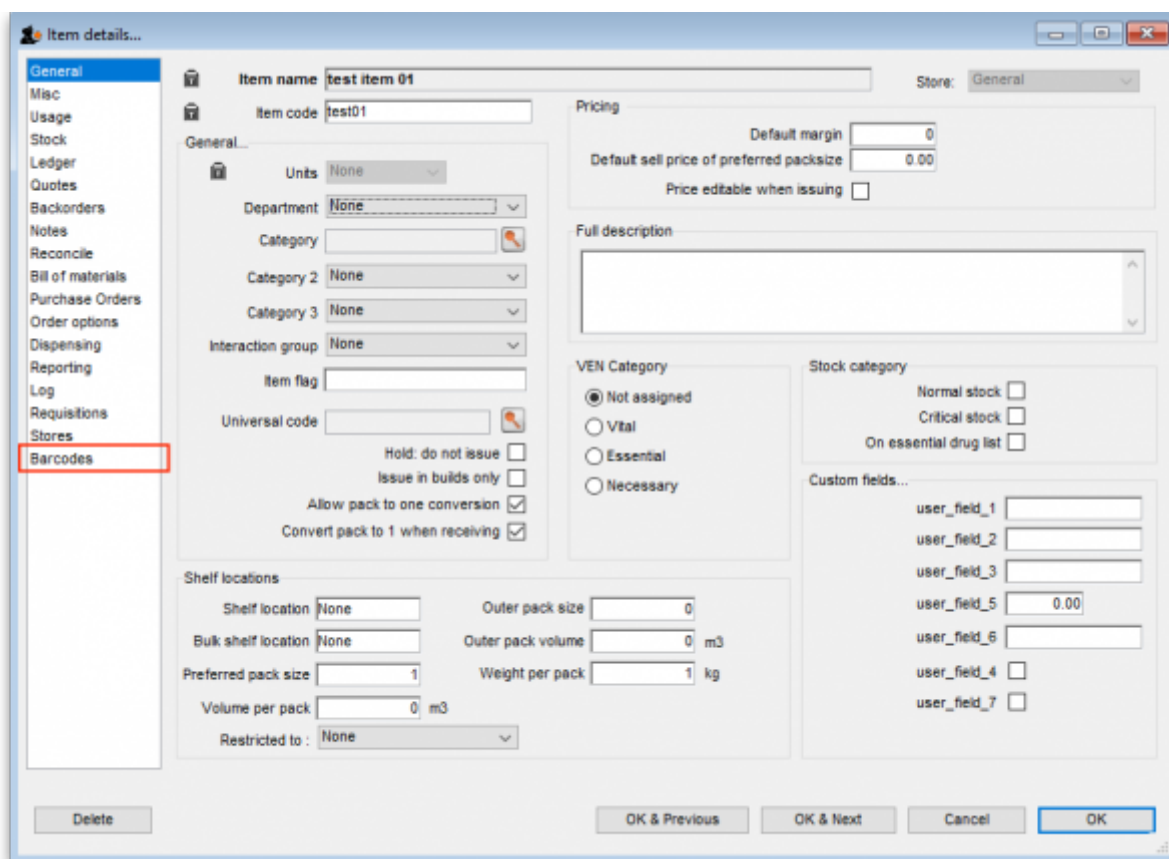 Item details...
General
Misc
Usage
Stock
Ledger
Quotes
Backorders
Notes
Reconcile
Bill of materials
Purchase Orders
Order options
Dispensing
Reporting
Log
Requisitions
Stores
Barcodes
Item name test item 01
Store: General
Item code test01
General...
Units None
Department None
Category
Category 2 None
Category 3 None
Interaction group None
Item flag
Universal code
Hold: do not issue
Issue in builds only
Allow pack to one conversion
Convert pack to 1 when receiving
Pricing
Default margin 0
Default sell price of preferred packsize 0.00
Price editable when issuing
Full description
VEN Category
Not assigned
Vital
Essential
Necessary
Stock category
Normal stock
Critical stock
On essential drug list
Custom fields...
user_field_1
user_field_2
user_field_3
user_field_5 0.00
user_field_6
user_field_4
user_field_7
Shelf locations
Shelf location None
Bulk shelf location None
Preferred pack size 1
Volume per pack 0 m3
Restricted to : None
Outer pack size 0
Outer pack volume 0 m3
Weight per pack 1 kg
Delete
OK & Previous
OK & Next
Cancel
OK